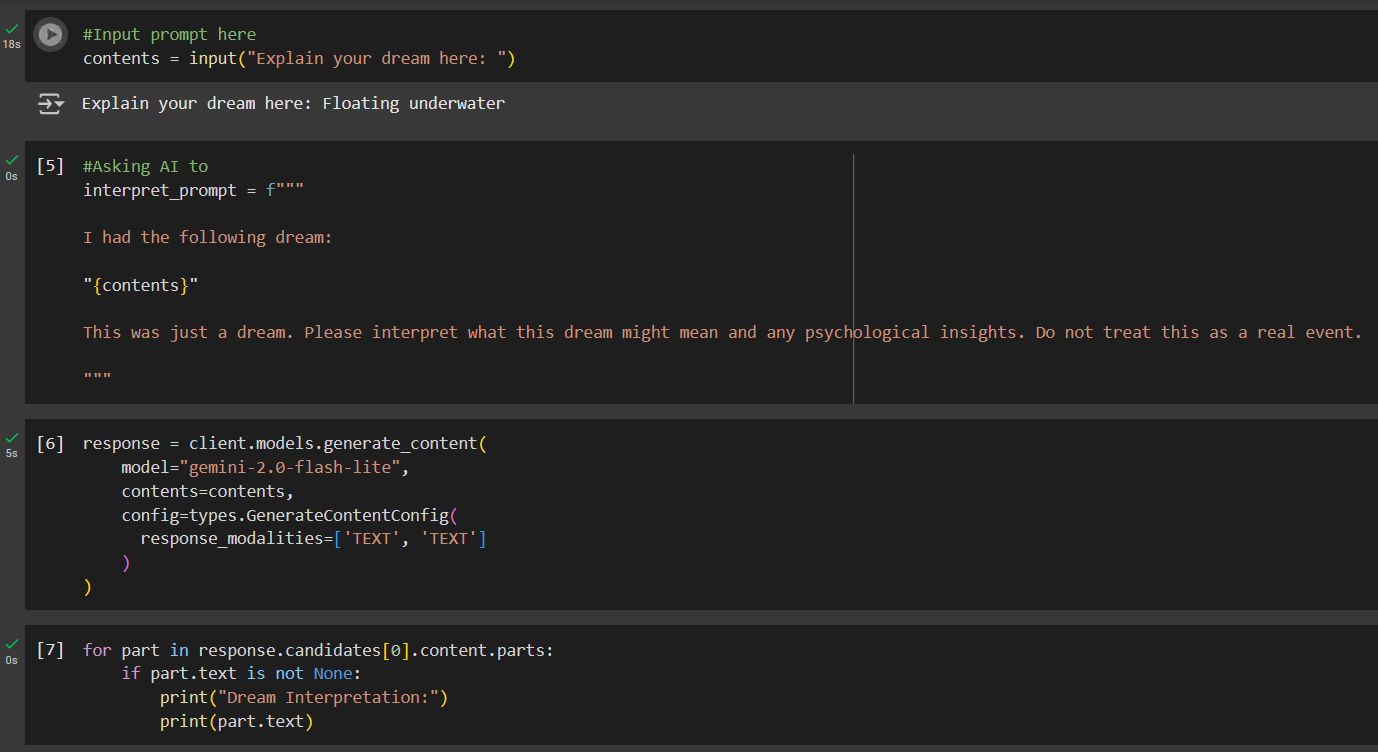 18s
#Input prompt here
contents = input("Explain your dream here: ")
Explain your dream here: Floating underwater
0s
[5] #Asking AI to
interpret_prompt = f"""
I had the following dream:
"{contents}"
This was just a dream. Please interpret what this dream might mean and any psychological insights. Do not treat this as a real event.
"""
5s
[6] response = client.models.generate_content(
model="gemini-2.0-flash-lite",
contents=contents,
config=types.GenerateContentConfig(
response_modalities=['TEXT', 'TEXT']
)
)
0s
[7] for part in response.candidates[0].content.parts:
if part.text is not None:
print("Dream Interpretation:")
print(part.text)